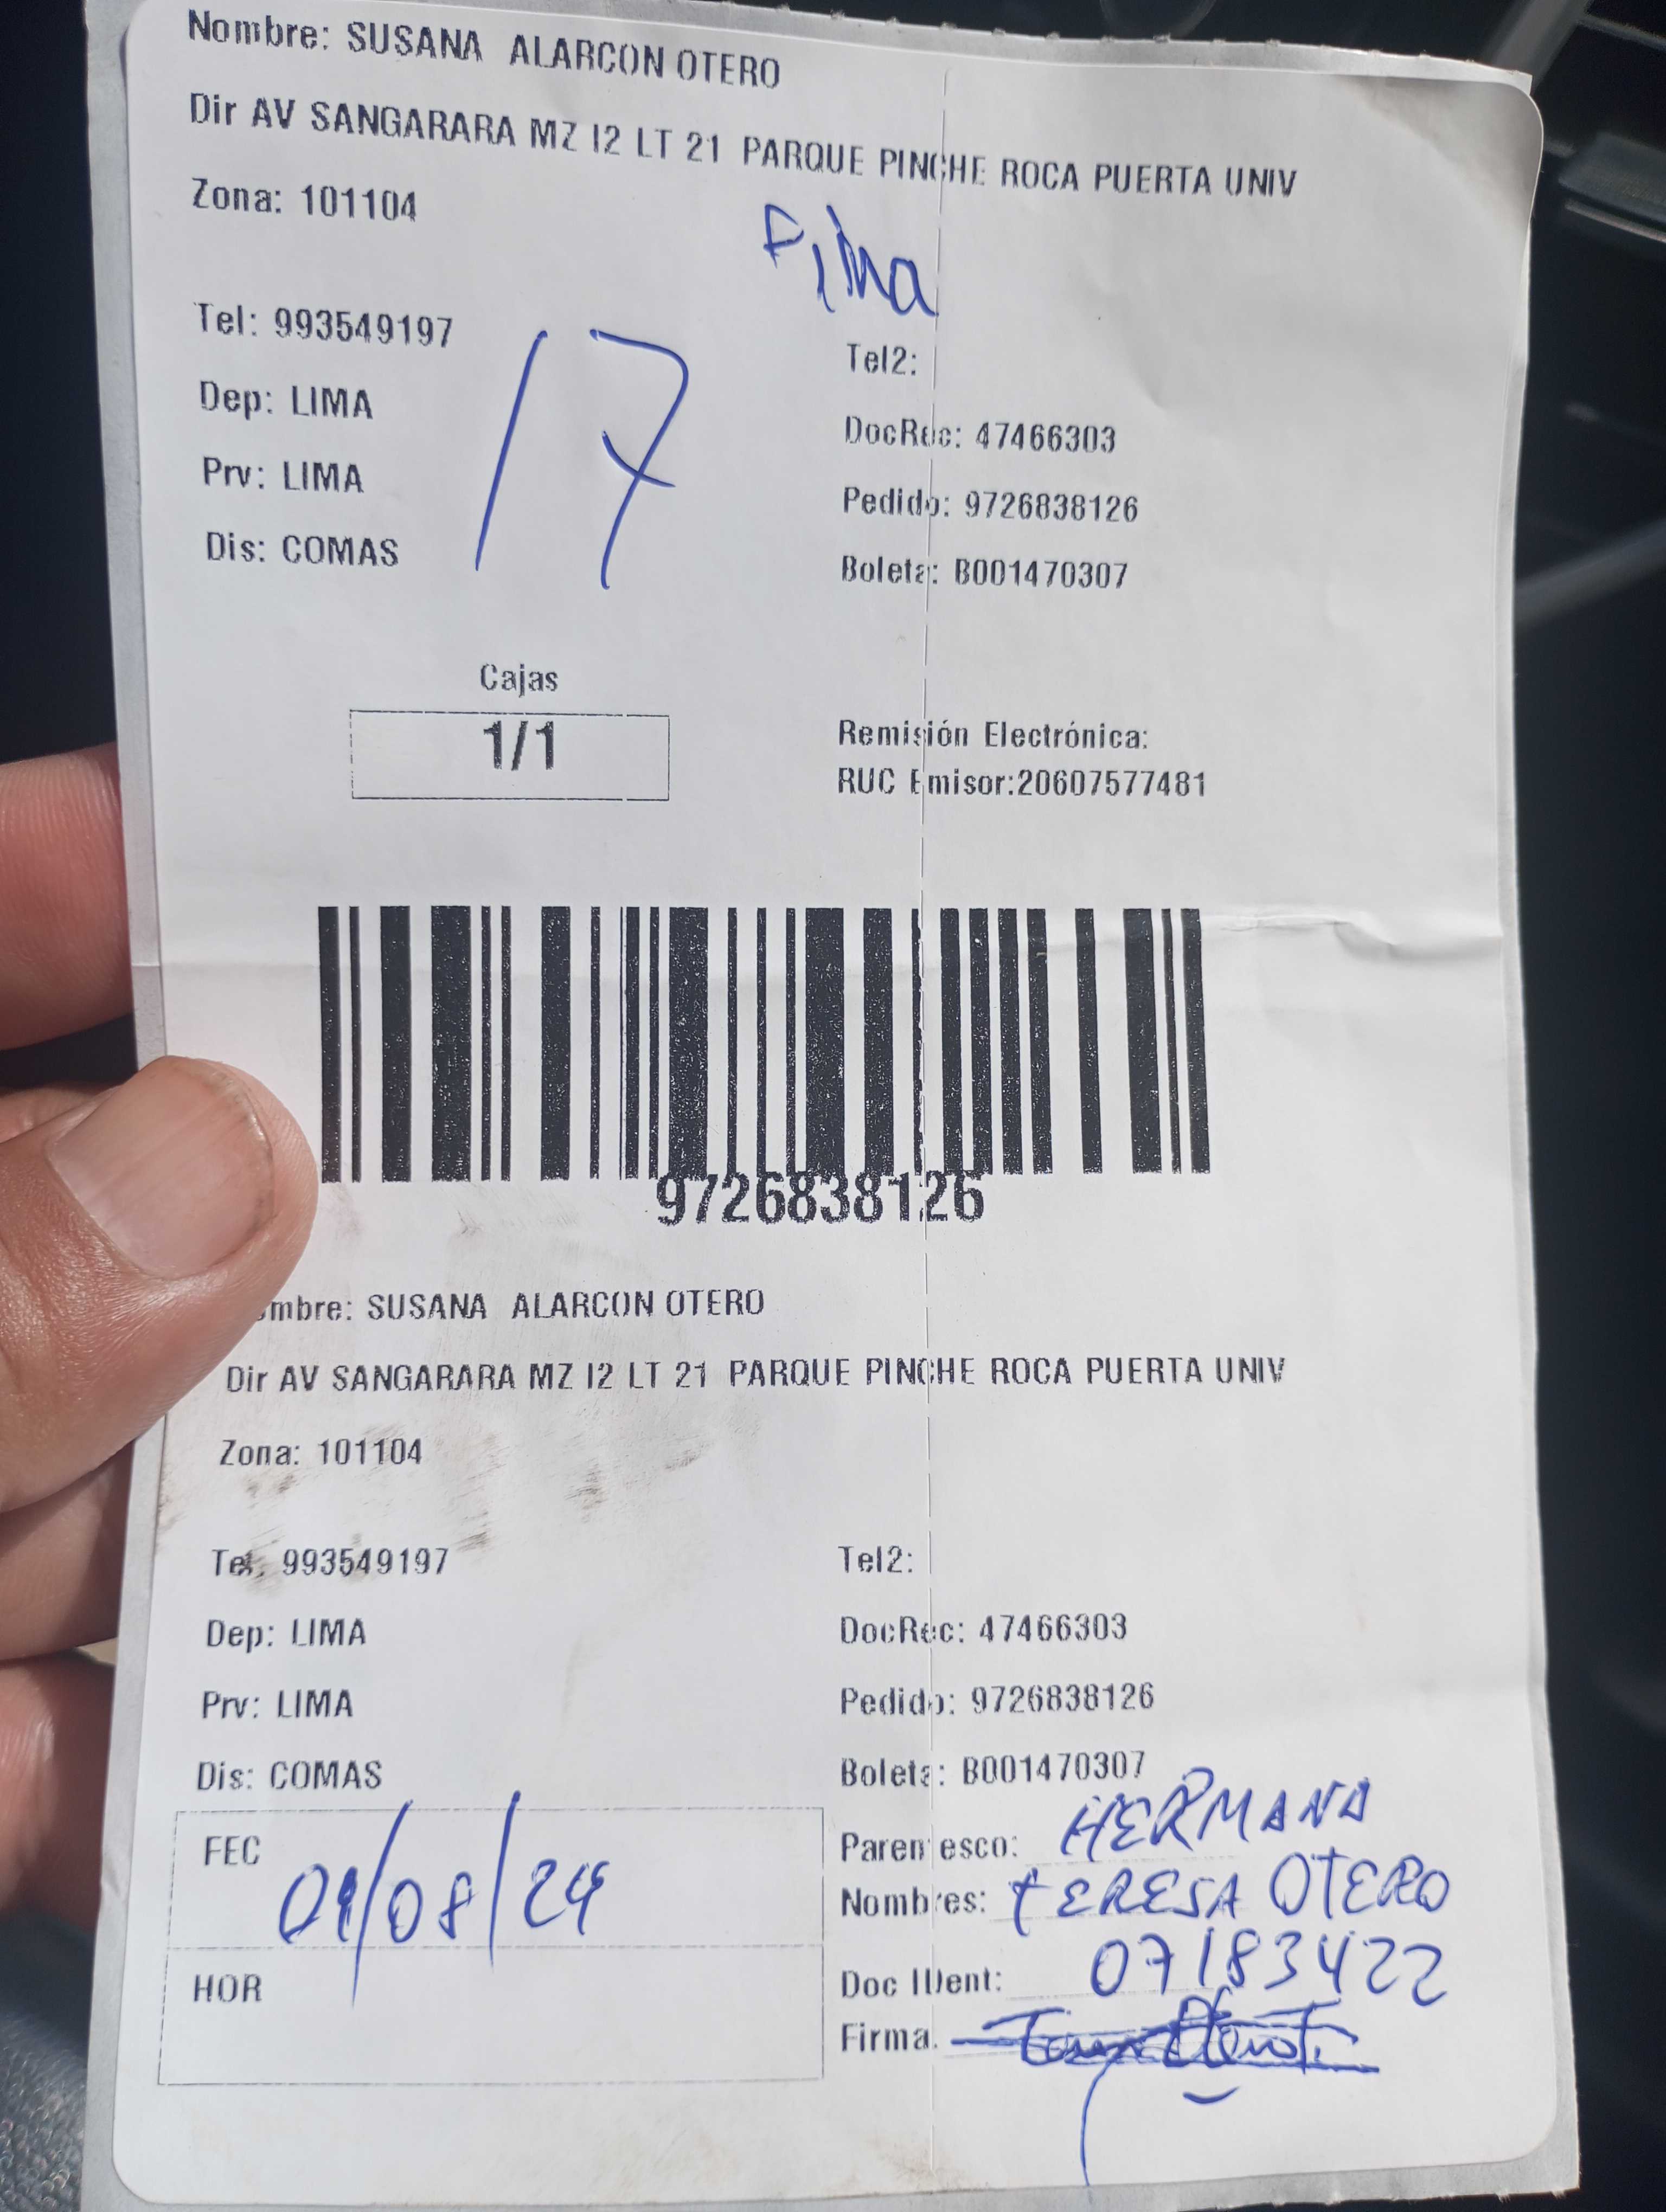 Nombre: SUSANA ALARCON OTERO
Dir AV SANGARARA MZ I2 LT 21 PARQUE PINCHE ROCA PUERTA UNIV
Zona: 101104
Tel: 993549197
17
Tel2:
Dep: LIMA
DocRec: 47466303
Prv: LIMA
Pedido: 9726838126
Dis: COMAS
Boleta: B001470307
Cajas
1/1
Remisión Electrónica:
RUC Emisor:20607577481
9726838126
mbre: SUSANA ALARCON OTERO
Dir AV SANGARARA MZ I2 LT 21 PARQUE PINCHE ROCA PUERTA UNIV
Zona: 101104
Tel: 993549197
Tel2:
Dep: LIMA
DocRec: 47466303
Prv: LIMA
Pedido: 9726838126
Dis: COMAS
Boleta: B001470307
FEC /08/24
Parentesco: HERMANA
Nombres: TERESA OTERO
HOR
Doc IDent: 07183422
Firma.